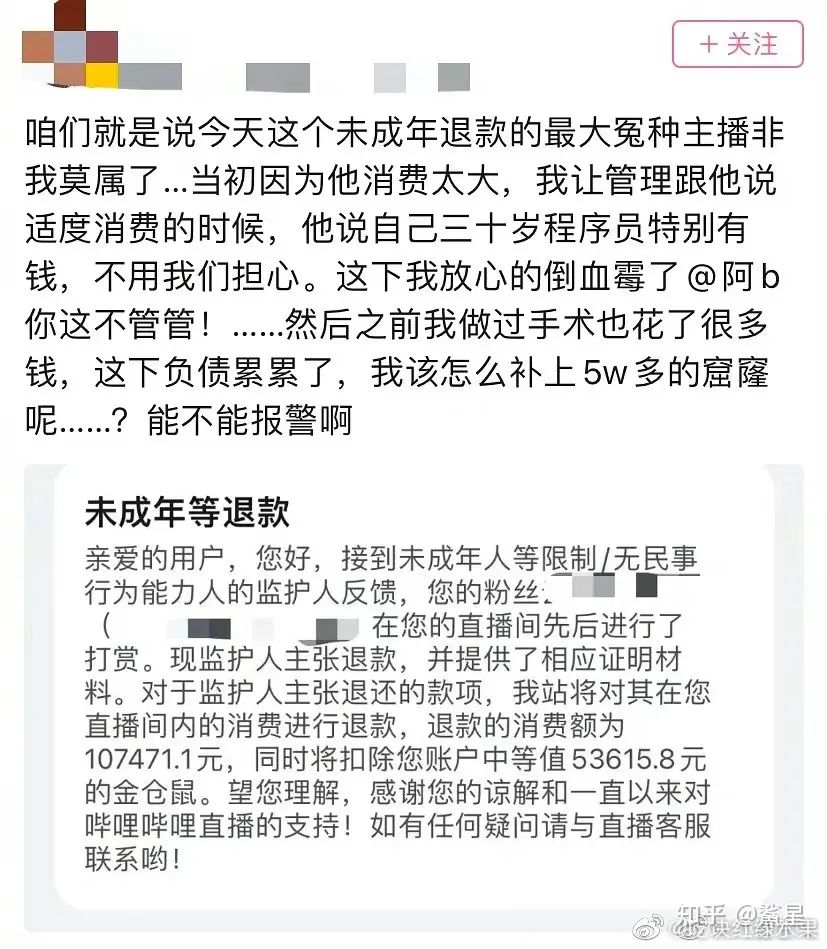 + 关注
咱们就是说今天这个未成年退款的最大冤种主播非
我莫属了...当初因为他消费太大，我让管理跟他说
适度消费的时候，他说自己三十岁程序员特别有
钱，不用我们担心。这下我放心的倒血霉了@阿b
你这不管管！……然后之前我做过手术也花了很多
钱，这下负债累累了，我该怎么补上5w多的窟窿
呢……？能不能报警啊
未成年等退款
亲爱的用户，您好，接到未成年人等限制/无民事
行为能力人的监护人反馈，您的粉丝
（ 在您的直播间先后进行了
打赏。现监护人主张退款，并提供了相应证明材
料。对于监护人主张退还的款项，我站将对其在您
直播间内的消费进行退款，退款的消费额为
107471.1元，同时将扣除您账户中等值53615.8元
的金仓鼠。望您理解，感谢您的谅解和一直以来对
哔哩哔哩直播的支持！如有任何疑问请与直播客服
联系哟！
知乎 @鲨星